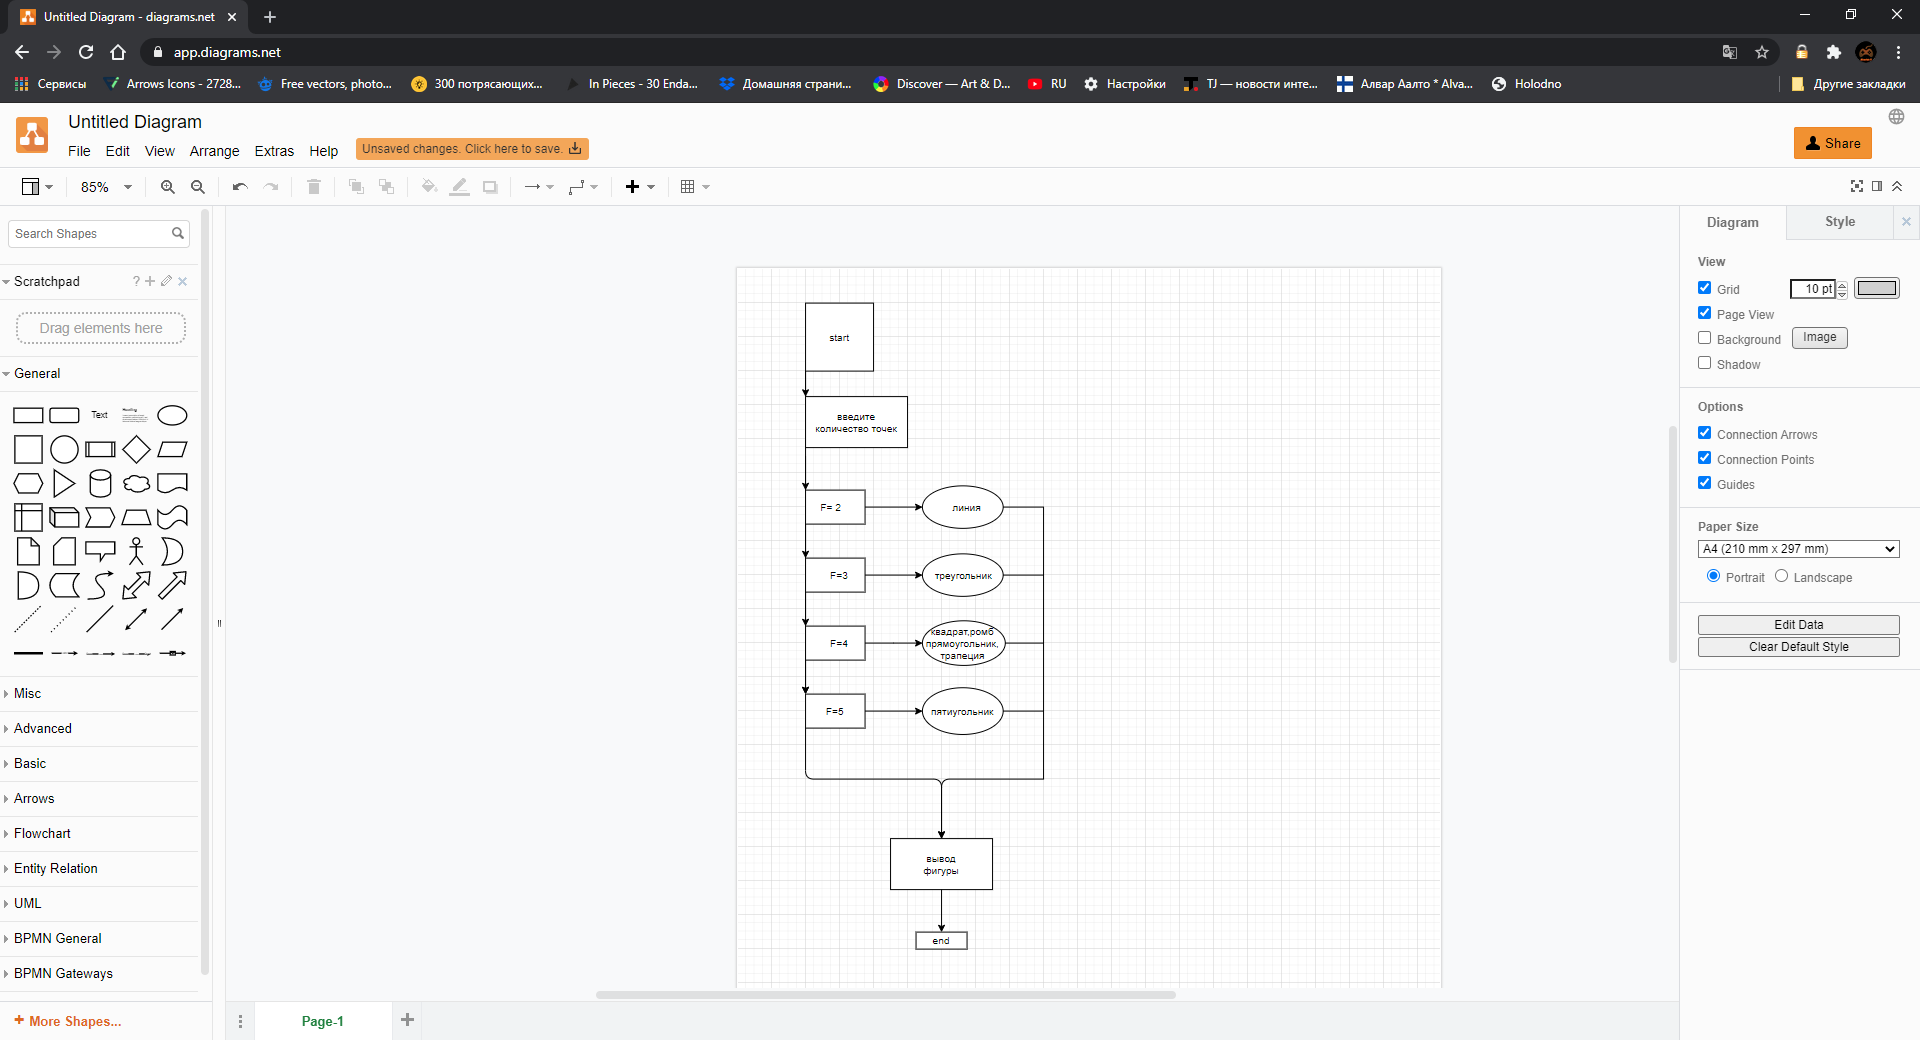 Untitled Diagram - diagrams.net
app.diagrams.net
Сервисы
Arrows Icons - 2728...
Free vectors, photo...
300 потрясающих...
In Pieces - 30 Enda...
Домашняя страни...
Discover — Art & D...
RU
Настройки
TJ — новости инте...
Алвар Аалто * Alva...
Holodno
Другие закладки
Untitled Diagram
File Edit View Arrange Extras Help
Unsaved changes. Click here to save.
Share
85%
Search Shapes
Scratchpad
?
Drag elements here
General
Text
Heading
Misc
Advanced
Basic
Arrows
Flowchart
Entity Relation
UML
BPMN General
BPMN Gateways
+ More Shapes...
start
введите
количество точек
F= 2
линия
F=3
треугольник
F=4
квадрат,ромб
прямоугольник,
трапеция
F=5
пятиугольник
вывод
фигуры
end
Page-1
Diagram
Style
View
Grid
10 pt
Page View
Background
Image
Shadow
Options
Connection Arrows
Connection Points
Guides
Paper Size
A4 (210 mm x 297 mm)
Portrait
Landscape
Edit Data
Clear Default Style